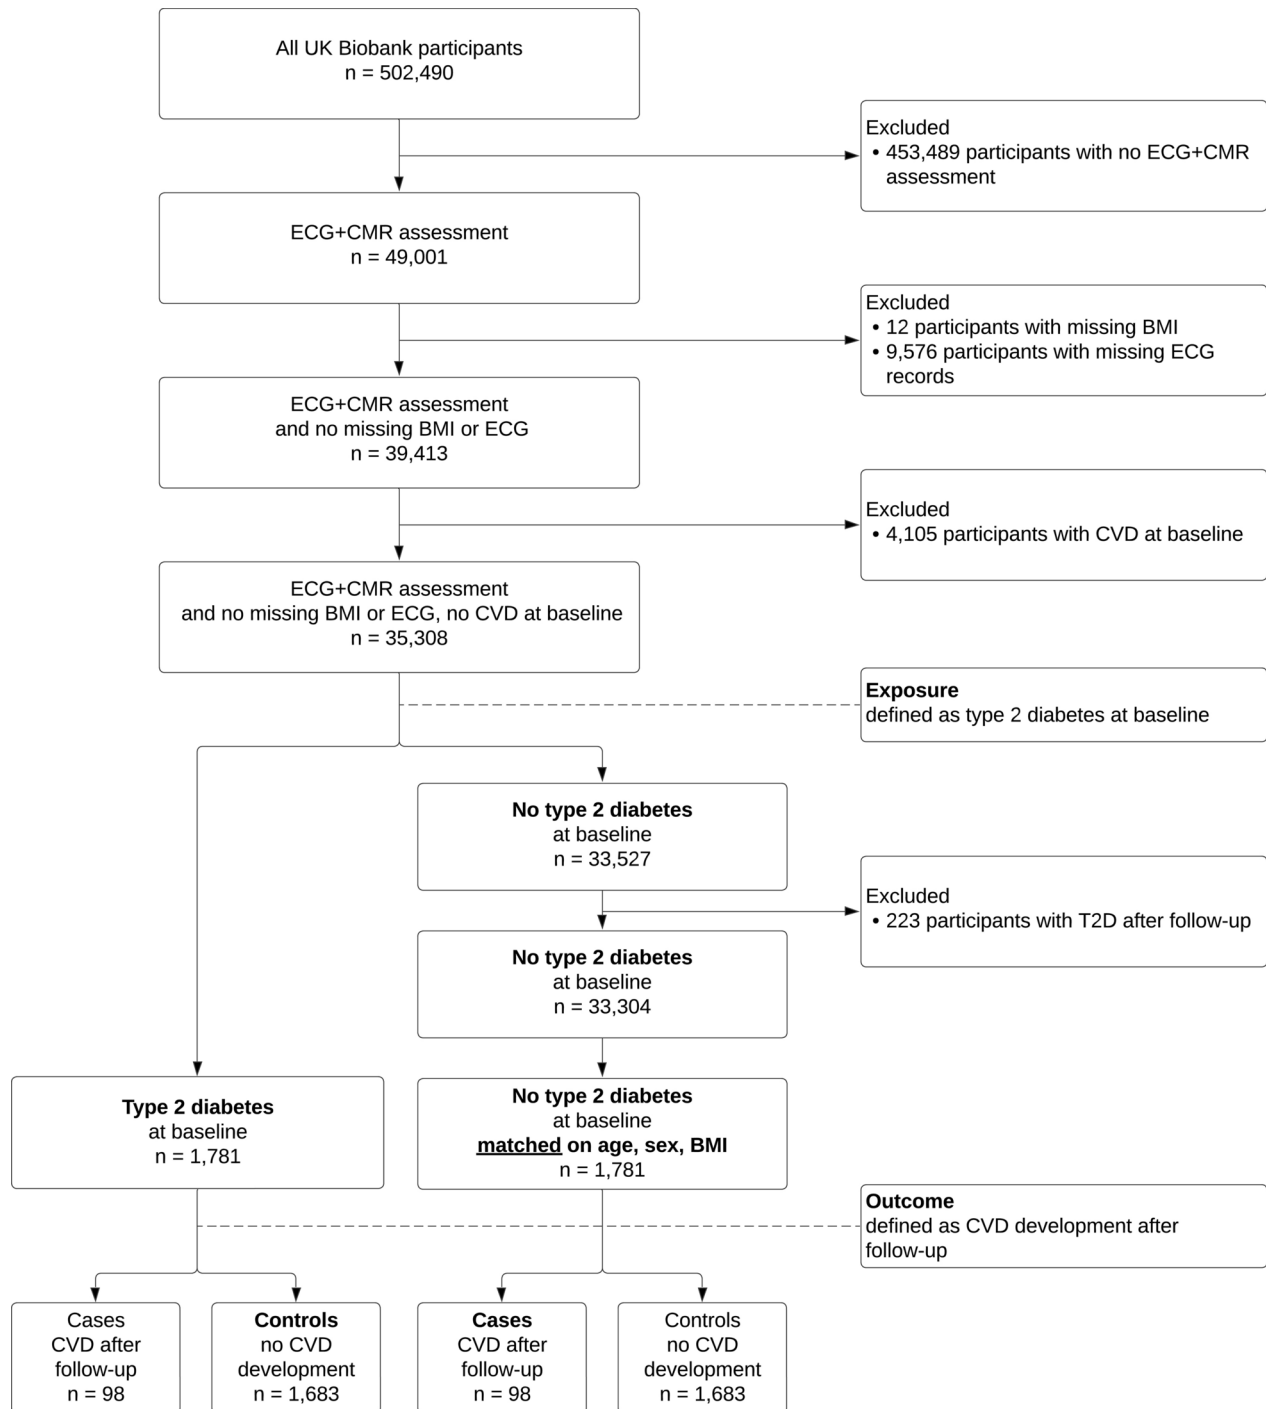 All UK Biobank participants
n = 502,490
Excluded
• 453,489 participants with no ECG+CMR
assessment
ECG+CMR assessment
n = 49,001
Excluded
• 12 participants with missing BMI
• 9,576 participants with missing ECG
records
ECG+CMR assessment
and no missing BMI or ECG
n = 39,413
Excluded
• 4,105 participants with CVD at baseline
ECG+CMR assessment
and no missing BMI or ECG, no CVD at baseline
n = 35,308
Exposure
defined as type 2 diabetes at baseline
No type 2 diabetes
at baseline
n = 33,527
Excluded
• 223 participants with T2D after follow-up
No type 2 diabetes
at baseline
n = 33,304
Type 2 diabetes
at baseline
n = 1,781
No type 2 diabetes
at baseline
matched on age, sex, BMI
n = 1,781
Outcome
defined as CVD development after
follow-up
Cases
CVD after
follow-up
n = 98
Controls
no CVD
development
n = 1,683
Cases
CVD after
follow-up
n = 98
Controls
no CVD
development
n = 1,683